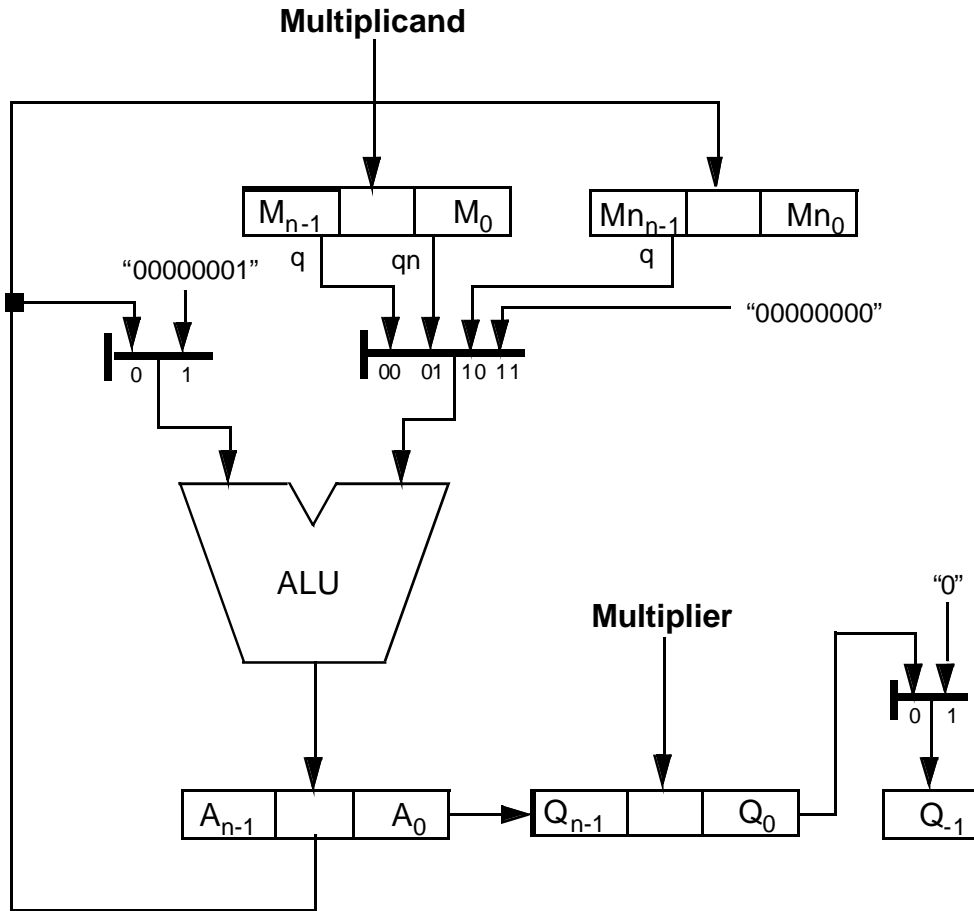 Multiplicand
Mn-1 M0 Mnn-1 Mn0
q qn q
“00000001”
“00000000”
0 1 00 01 10 11
ALU
“0”
Multiplier
0 1
An-1 A0 Qn-1 Q0 Q-1